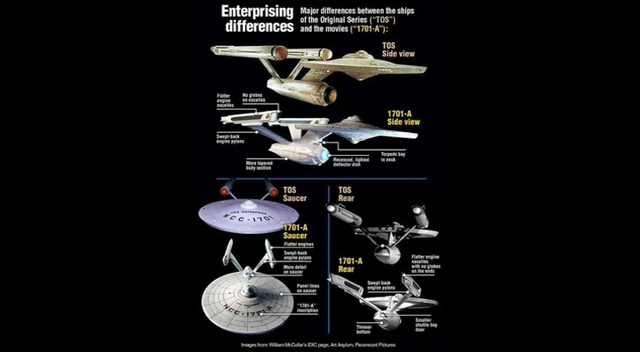 Enterprising
differences
Major differences between the ships
of the Original Series ("TOS")
and the movies ("1701-A"):
TOS
Side view
Flatter
engine
nacelles
No globes
on nacelles
1701-A
Side view
Swept-back
engine pylons
More tapered
body section
Recessed, lighted
deflector dish
Torpedo bay
in neck
TOS
Saucer
U.S.S. ENTERPRISE
NCC-1701
1701-A
Saucer
Flatter engines
Swept-back
engine pylons
More detail
on saucer
Panel lines
on saucer
"1701-A"
inscription
NCC-1701-A
TOS
Rear
1701-A
Rear
Flatter engine
nacelles
with no globes
on the ends
Swept-back
engine pylons
Thinner
bottom
Smaller
shuttle bay
door
Images from: William McCullar's IDIC page, Art Asylum, Paramount Pictures